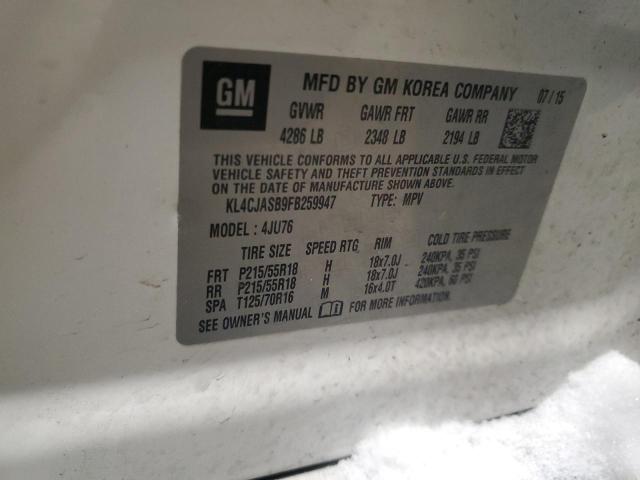 GM
MFD BY GM KOREA COMPANY 07/15
GVWR GAWR FRT GAWR RR
4286 LB 2348 LB 2194 LB
THIS VEHICLE CONFORMS TO ALL APPLICABLE U.S. FEDERAL MOTOR
VEHICLE SAFETY AND THEFT PREVENTION STANDARDS IN EFFECT
ON THE DATE OF MANUFACTURE SHOWN ABOVE.
KL4CJASB9FB259947 TYPE: MPV
MODEL: 4JU76
TIRE SIZE SPEED RTG RIM COLD TIRE PRESSURE
FRT P215/55R18 H 18x7.0J 240KPA, 35 PSI
RR P215/55R18 H 18x7.0J 240KPA, 35 PSI
SPA T125/70R16 M 16x4.0T 420KPA, 60 PSI
SEE OWNER'S MANUAL FOR MORE INFORMATION.